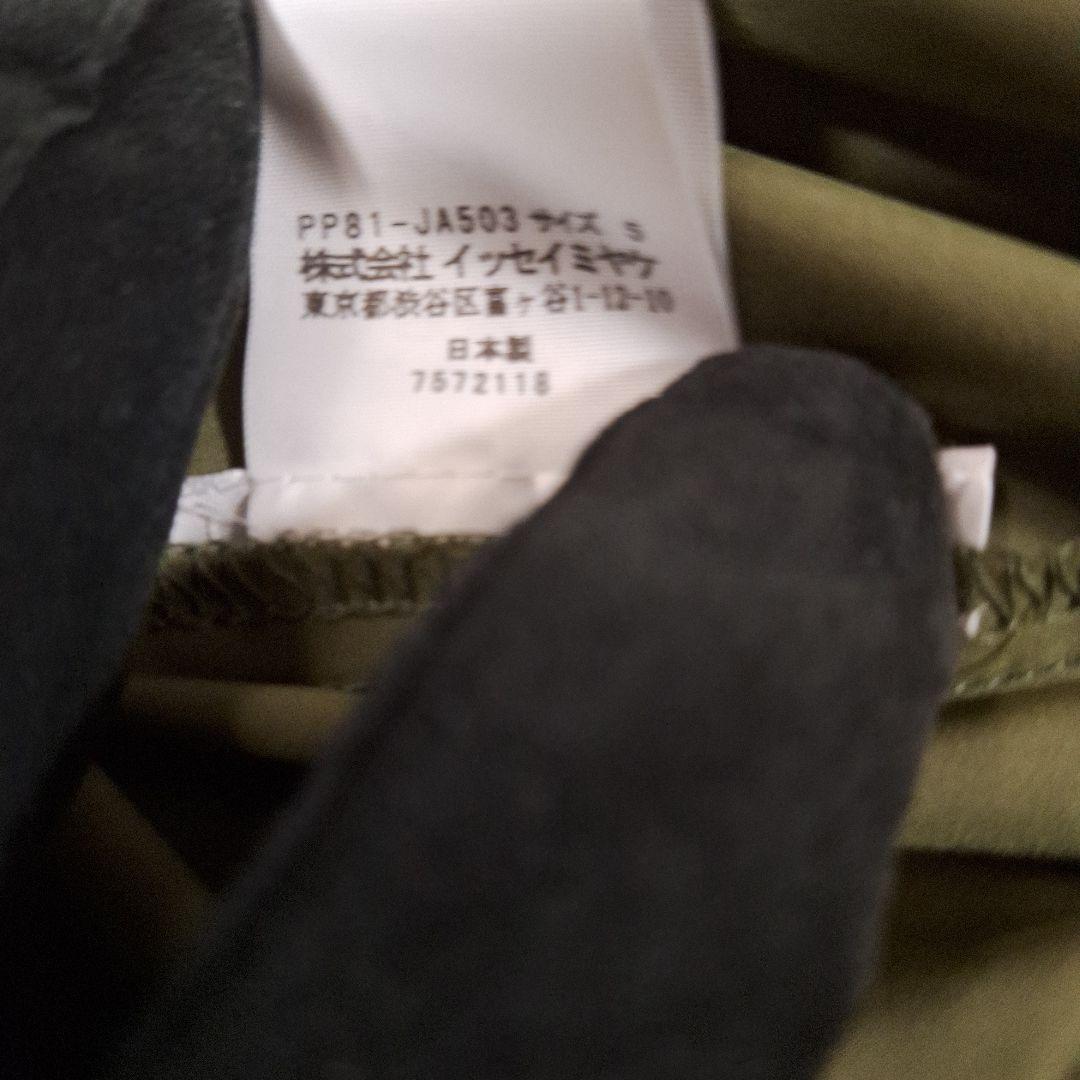 PP81-JA503 サイズ S
株式会社 イッセイミヤケ
東京都渋谷区富ヶ谷1-12-10
日本製
7572118